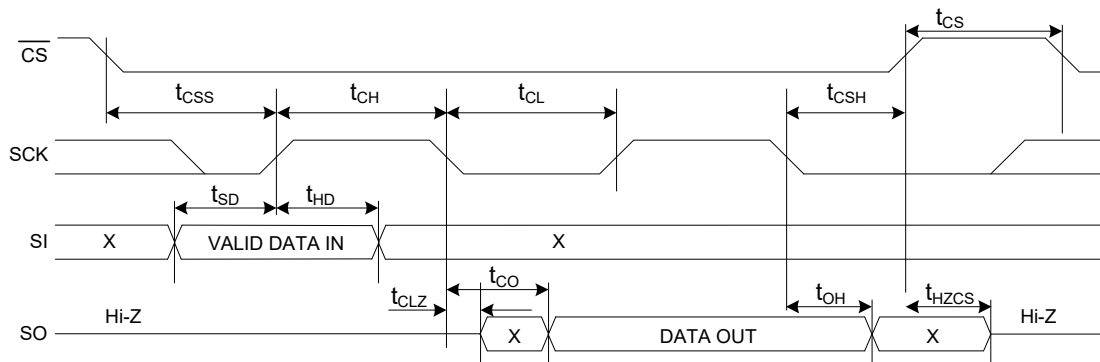 tCS
CS
tCSS tCH tCL tCSH
SCK
tSD tHD
SI X VALID DATA IN X
tCO
tCLZ tOH tHZCS
Hi-Z Hi-Z
SO X DATA OUT X